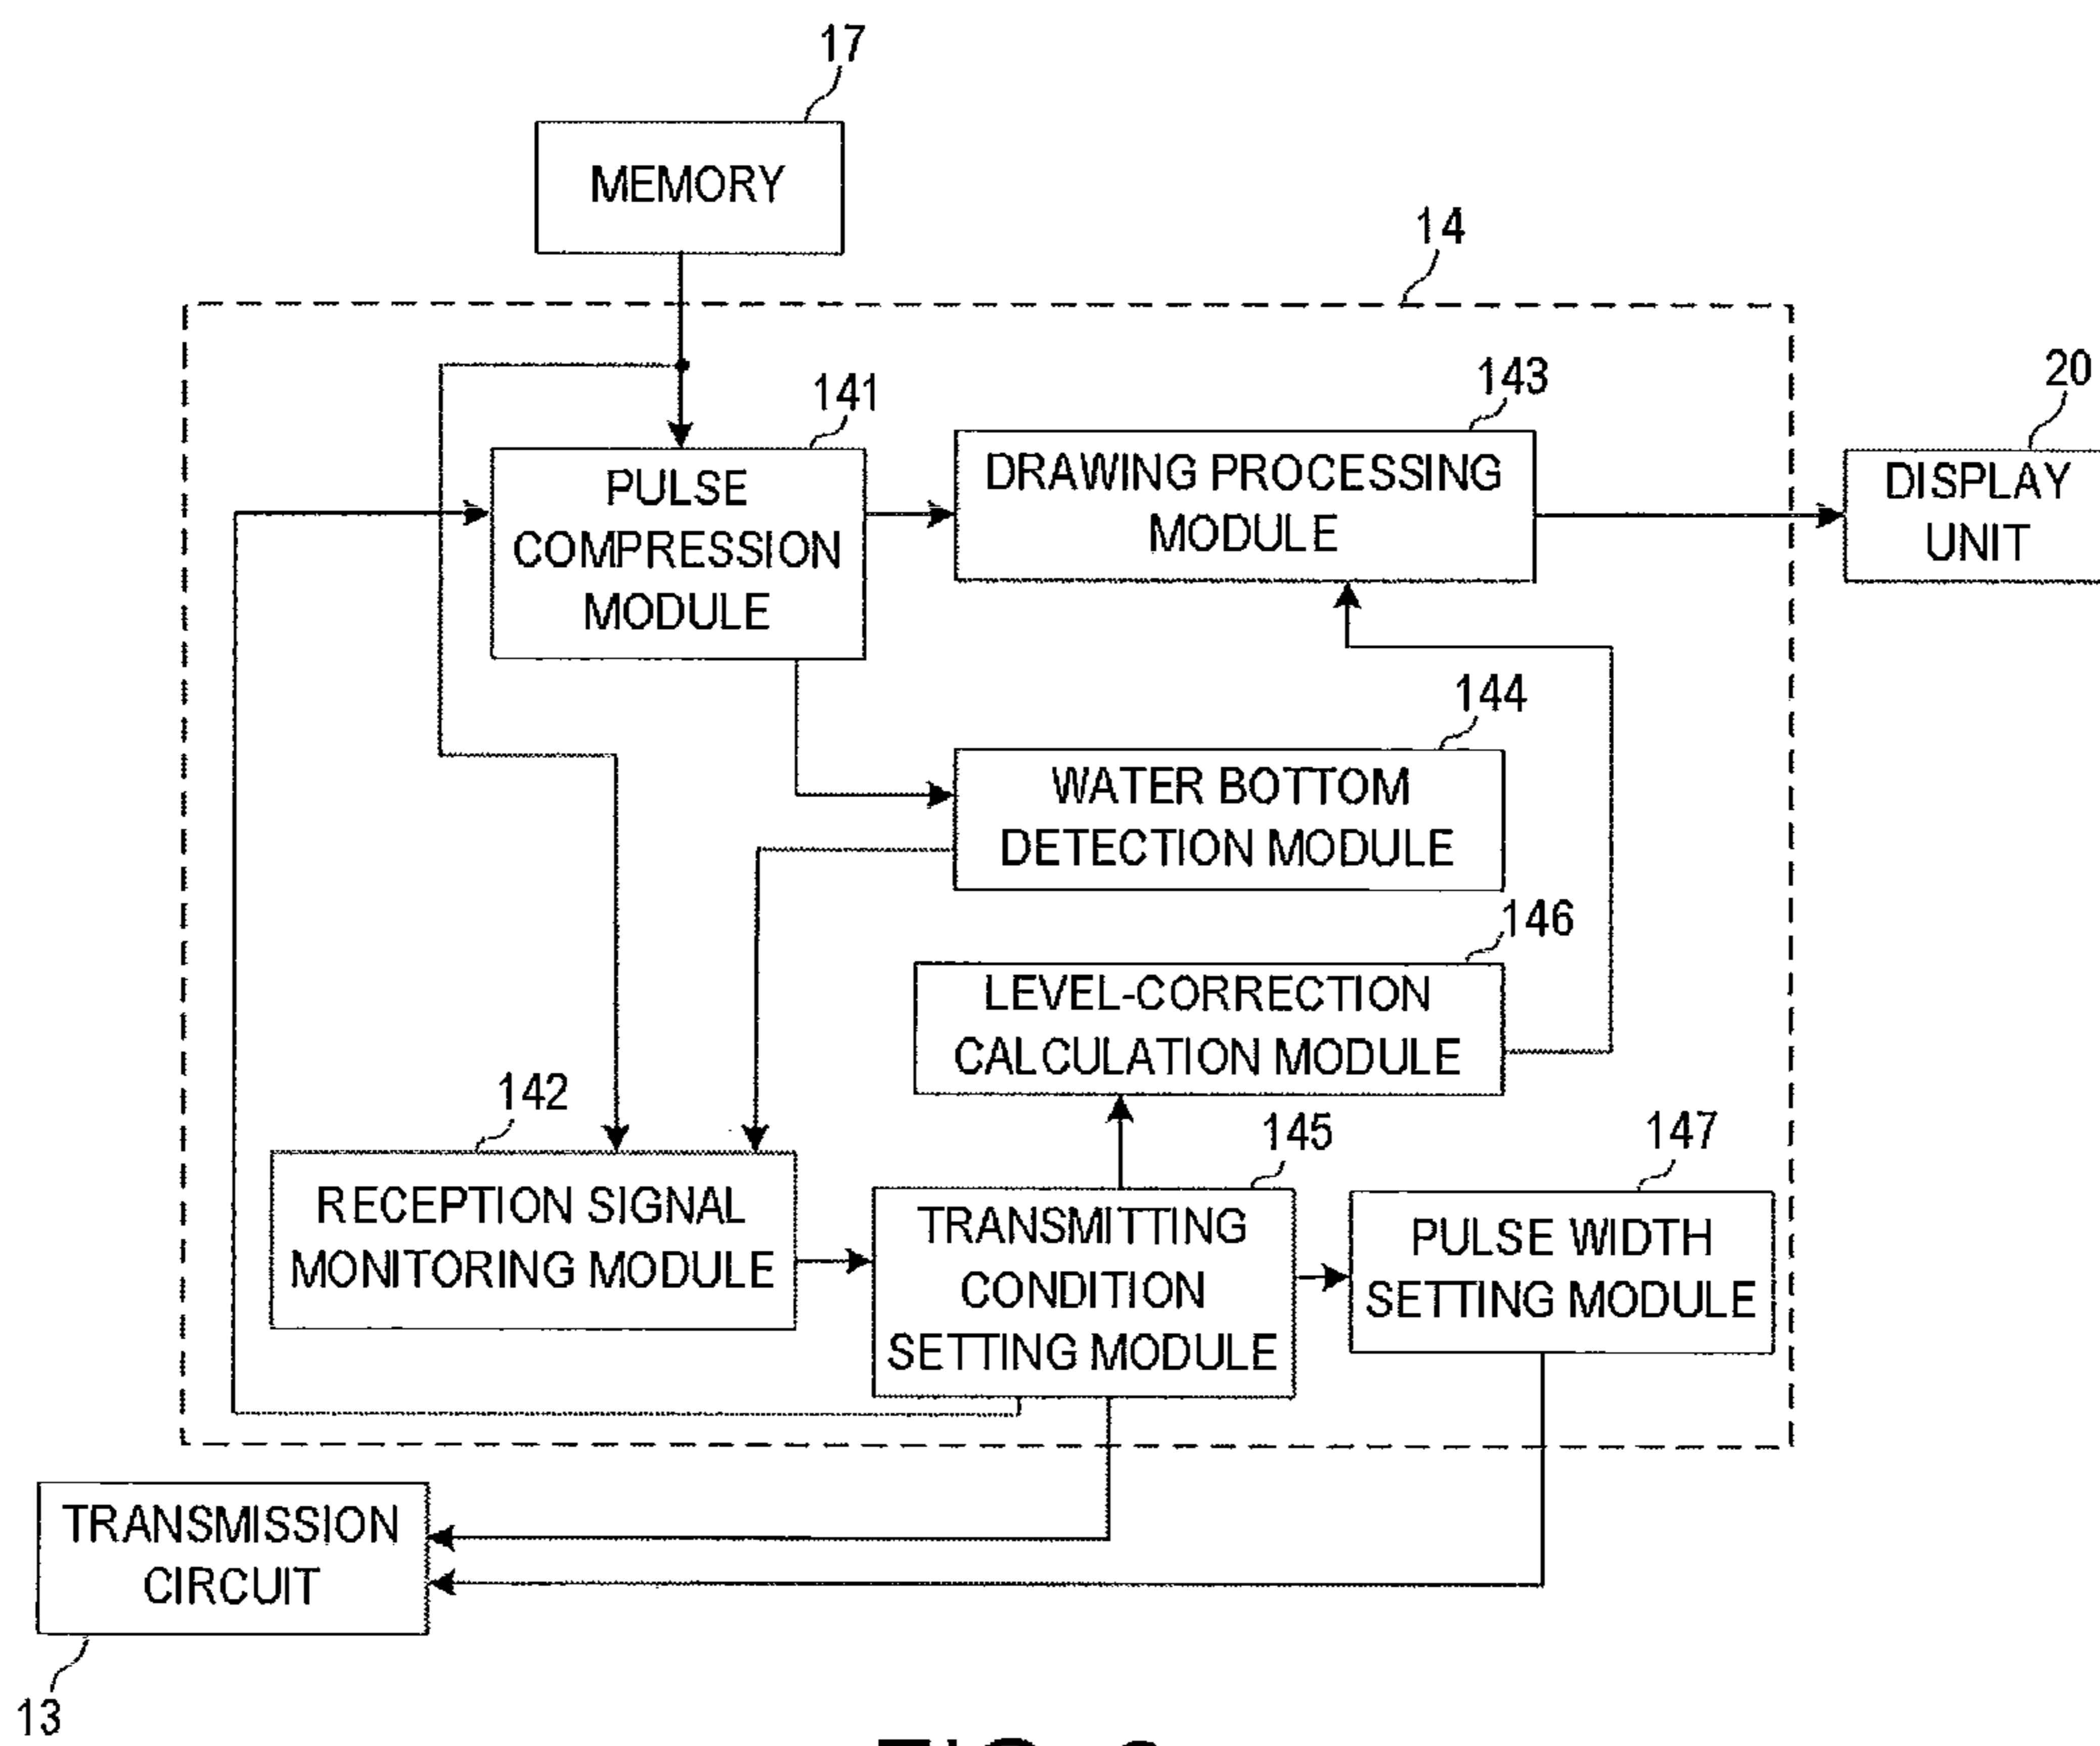 17
MEMORY
14
141
143
20
PULSE
COMPRESSION
MODULE
DRAWING PROCESSING
MODULE
DISPLAY
UNIT
144
WATER BOTTOM
DETECTION MODULE
146
LEVEL-CORRECTION
CALCULATION MODULE
142
145
147
RECEPTION SIGNAL
MONITORING MODULE
TRANSMITTING
CONDITION
SETTING MODULE
PULSE WIDTH
SETTING MODULE
TRANSMISSION
CIRCUIT
13